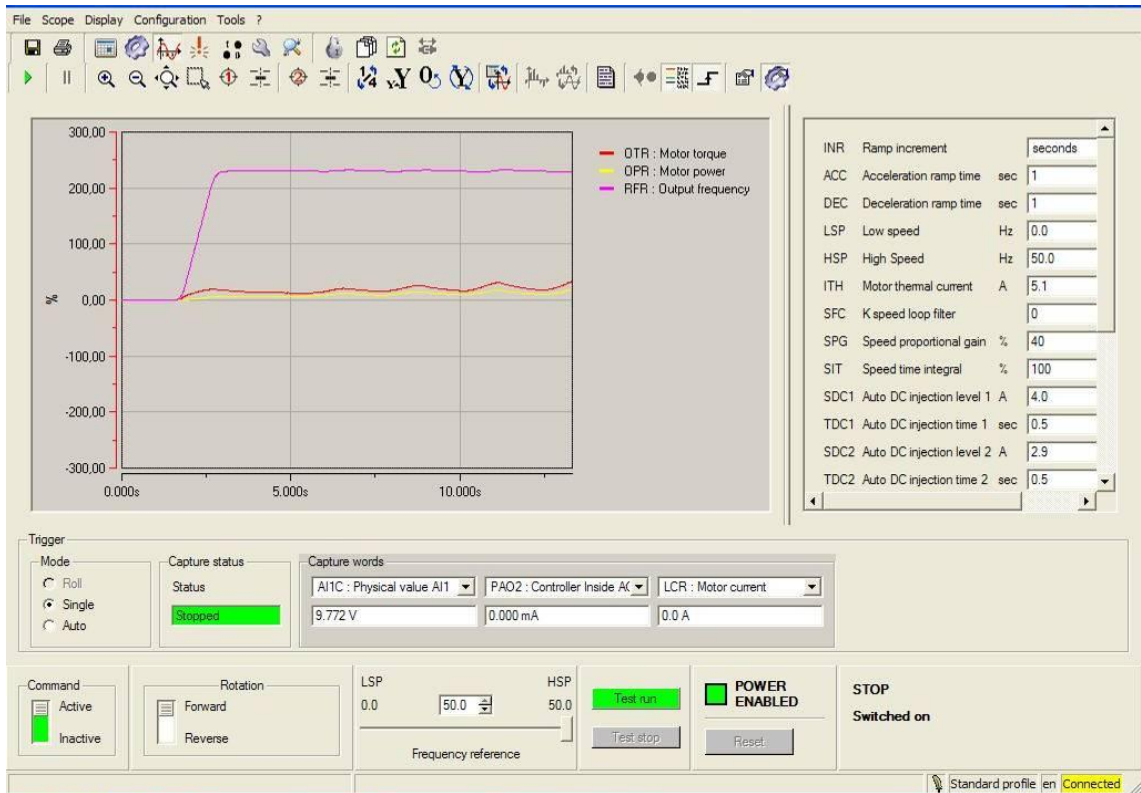 File Scope Display Configuration Tools ?
300,00
200,00
100,00
0,00
-100,00
-200,00
-300,00
%
0.000s 5.000s 10.000s
OTR : Motor torque
OPR : Motor power
RFR : Output frequency
INR Ramp increment seconds
ACC Acceleration ramp time sec 1
DEC Deceleration ramp time sec 1
LSP Low speed Hz 0.0
HSP High Speed Hz 50.0
ITH Motor thermal current A 5.1
SFC K speed loop filter 0
SPG Speed proportional gain % 40
SIT Speed time integral % 100
SDC1 Auto DC injection level 1 A 4.0
TDC1 Auto DC injection time 1 sec 0.5
SDC2 Auto DC injection level 2 A 2.9
TDC2 Auto DC injection time 2 sec 0.5
Trigger
Mode
Roll
Single
Auto
Capture status
Status
Stopped
Capture words
AI1C : Physical value AI1 PAO2 : Controller Inside LCR : Motor current
9.772 V 0.000 mA 0.0 A
Command
Active
Inactive
Rotation
Forward
Reverse
LSP HSP
0.0 50.0 50.0
Frequency reference
Test run
Test stop
POWER
ENABLED
Reset
STOP
Switched on
Standard profile en Connected